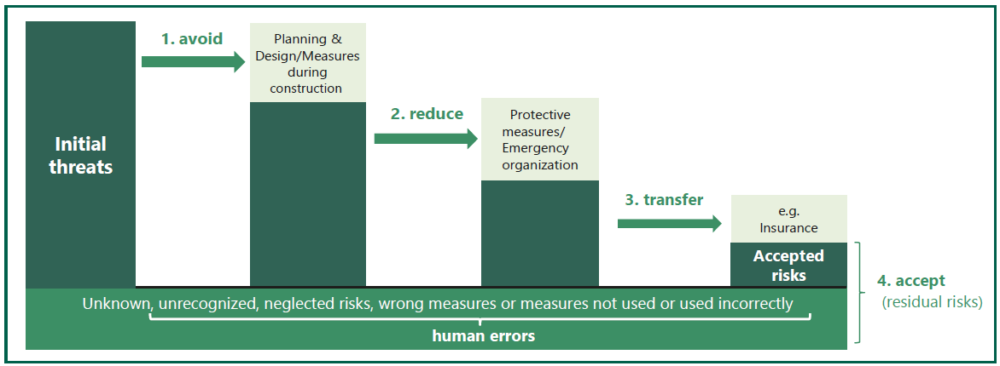 1. avoid
Planning &
Design/Measures
during
construction
2. reduce
Protective
measures/
Emergency
organization
Initial
threats
3. transfer
e.g.
Insurance
Accepted
risks
4. accept
(residual risks)
Unknown, unrecognized, neglected risks, wrong measures or measures not used or used incorrectly
human errors